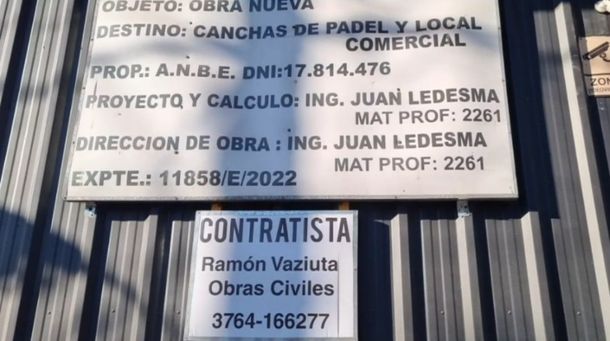 OBJETO: OBRA NUEVA
DESTINO: CANCHAS DE PADEL Y LOCAL
COMERCIAL
PROP.: A.N.B.E. DNI:17.814.476
PROYECTO Y CALCULO: ING. JUAN LEDESMA
MAT PROF: 2261
DIRECCION DE OBRA : ING. JUAN LEDESMA
MAT PROF: 2261
EXPTE.: 11858/E/2022
CONTRATISTA
Ramón Vaziuta
Obras Civiles
3764-166277